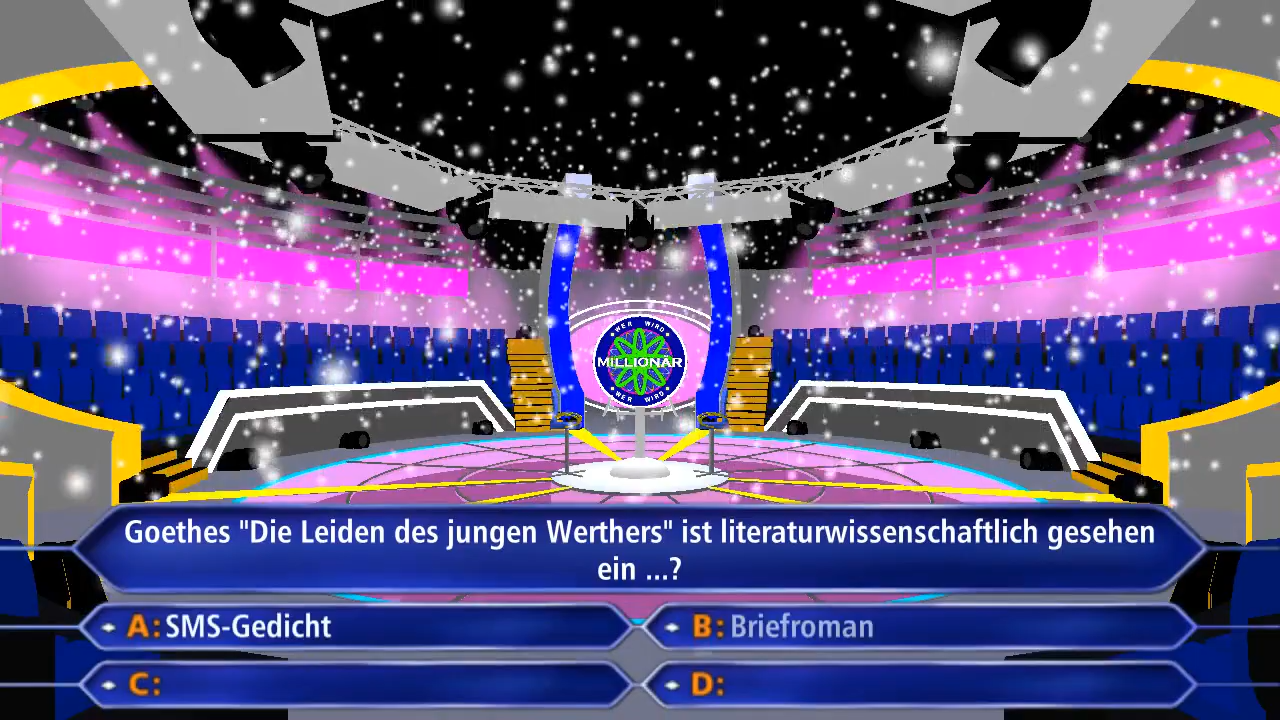 WER WIRD
MILLIONÄR
WER WIRD
Goethes "Die Leiden des jungen Werthers" ist literaturwissenschaftlich gesehen
ein ...?
A: SMS-Gedicht
B: Briefroman
C:
D: